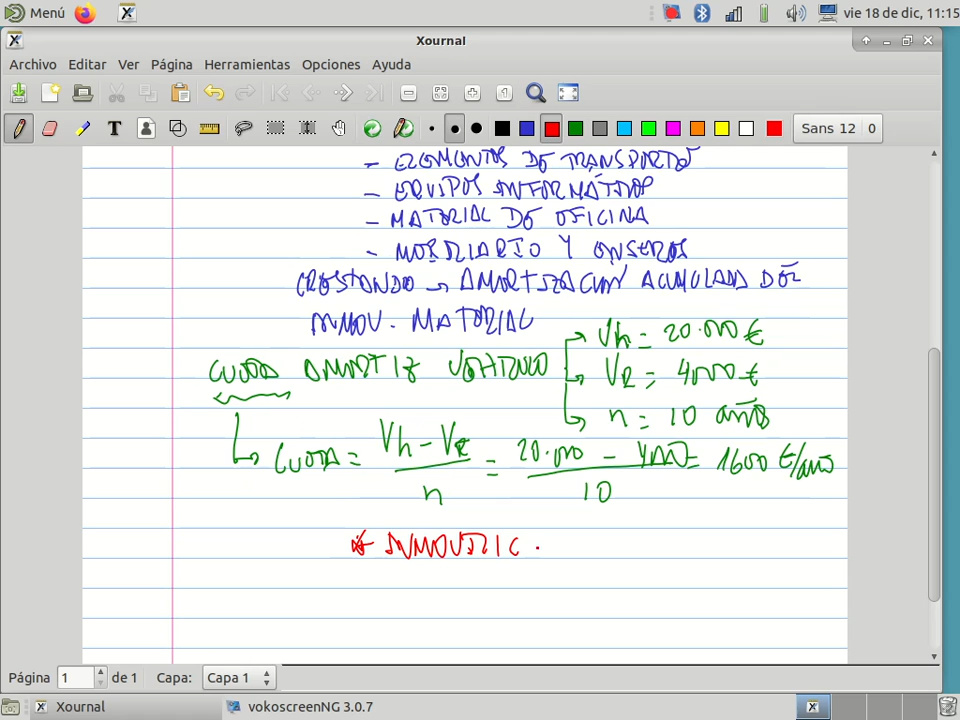 Menú vie 18 de dic, 11:15
Xournal
Archivo Editar Ver Página Herramientas Opciones Ayuda
Sans 12 0
- ELEMENTOS DE TRANSPORTE
- EQUIPOS INFORMÁTICOS
- MATERIAL DE OFICINA
- MOBILIARIO Y ENSERES
(RESTANDO → AMORTIZACIÓN ACUMULADA DEL
INMOV. MATERIAL
Vh = 20.000 €
CUOTA AMORTIZ VEHÍCULO VR = 4000 €
n = 10 años
CUOTA = Vh - VR / n = 20.000 - 4000 / 10 = 1600 €/año
* INMOVILIZ.
Página 1 de 1 Capa: Capa 1
Xournal vokoscreenNG 3.0.7